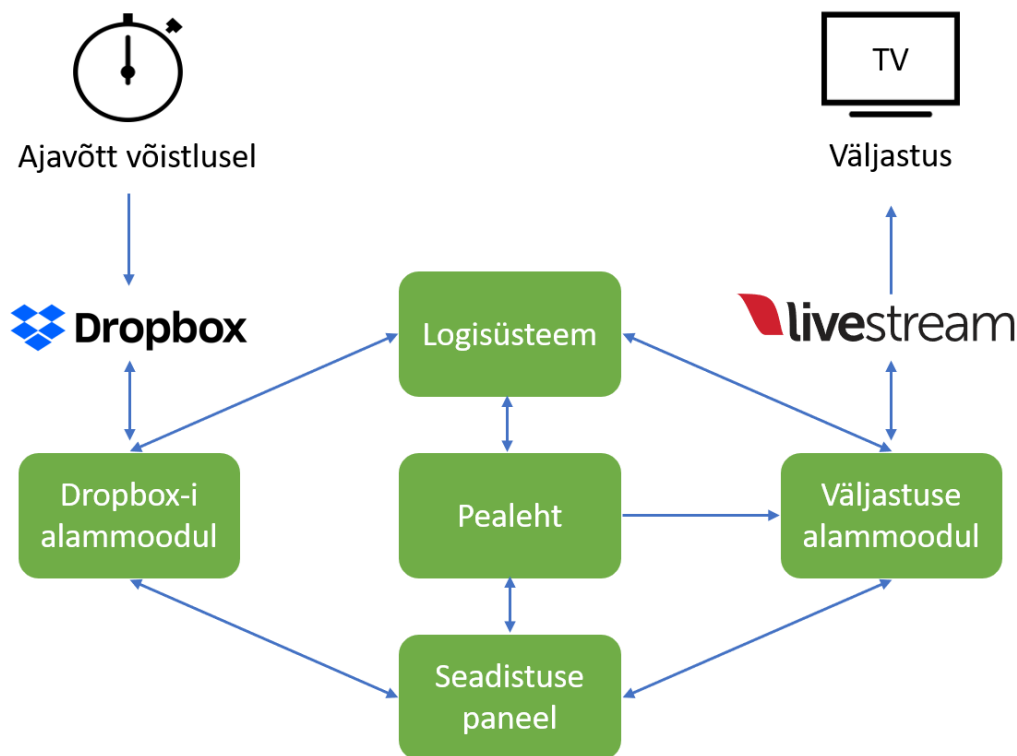 TV
Ajavõtt võistlusel
Väljastus
Dropbox
Logisüsteem
livestream
Dropbox-i
alammoodul
Pealeht
Väljastuse
alammoodul
Seadistuse
paneel